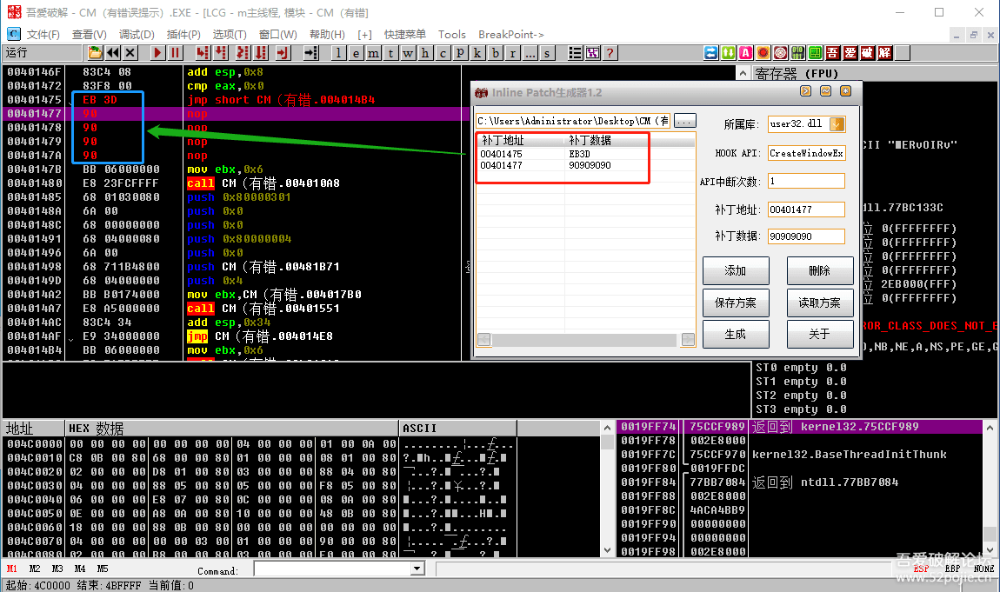 吾爱破解 - CM（有错误提示）.EXE - [LCG - m主线程, 模块 - CM（有错]
文件(F) 查看(V) 调试(D) 插件(P) 选项(T) 窗口(W) 帮助(H) [+] 快捷菜单 Tools BreakPoint->
运行 l e m t w h c p k b r ... s ? 吾 爱 破 解
0040146F 83C4 08 add esp,0x8
00401472 83F8 00 cmp eax,0x0
00401475 EB 3D jmp short CM（有错.004014B4
00401477 90 nop
00401478 90 nop
00401479 90 nop
0040147A 90 nop
0040147B BB 06000000 mov ebx,0x6
00401480 E8 23FCFFFF call CM（有错.004010A8
00401485 68 01030080 push 0x80000301
0040148A 6A 00 push 0x0
0040148C 68 00000000 push 0x0
00401491 68 04000080 push 0x80000004
00401496 6A 00 push 0x0
00401498 68 711B4800 push CM（有错.00481B71
0040149D 68 04000000 push 0x4
004014A2 BB B0174000 mov ebx,CM（有错.004017B0
004014A7 E8 A5000000 call CM（有错.00401551
004014AC 83C4 34 add esp,0x34
004014AF E9 34000000 jmp CM（有错.004014E8
004014B4 BB 06000000 mov ebx,0x6
Inline Patch生成器1.2
C:\Users\Administrator\Desktop\CM（有 ...
补丁地址 补丁数据
00401475 EB3D
00401477 90909090
所属库: user32.dll
HOOK API: CreateWindowEx
API中断次数: 1
补丁地址: 00401477
补丁数据: 90909090
添加 删除
保存方案 读取方案
生成 关于
寄存器 (FPU)
dll.77BC133C
位 0(FFFFFFFF)
位 0(FFFFFFFF)
位 0(FFFFFFFF)
位 0(FFFFFFFF)
位 2EB000(FFF)
位 0(FFFFFFFF)
ROR_CLASS_DOES_NOT_E
,NB,NE,A,NS,PE,GE,G
ST0 empty 0.0
ST1 empty 0.0
ST2 empty 0.0
ST3 empty 0.0
地址 HEX 数据 ASCII
004C0000 00 00 00 00 00 00 00 00 04 00 00 00 01 00 0A 00
004C0010 C8 0B 00 80 68 00 00 80 01 00 00 00 08 01 00 80
004C0020 02 00 00 00 D8 01 00 80 03 00 00 00 88 04 00 80
004C0030 04 00 00 00 88 05 00 80 05 00 00 00 F8 05 00 80
004C0040 06 00 00 00 E8 07 00 80 0C 00 00 00 08 0A 00 80
004C0050 0E 00 00 00 A8 0A 00 80 10 00 00 00 48 0B 00 80
004C0060 18 00 00 00 88 0B 00 80 00 00 00 00 00 00 00 00
004C0070 04 00 00 00 00 00 03 00 01 00 00 00 90 00 00 80
004C0080 02 00 00 00 B8 00 00 80 03 00 00 00 E0 00 00 80
0019FF74 75CCF989 返回到 kernel32.75CCF989
0019FF78 002E8000
0019FF7C 75CCF970 kernel32.BaseThreadInitThunk
0019FF80 0019FFDC
0019FF84 77BB7084 返回到 ntdll.77BB7084
0019FF88 002E8000
0019FF8C 4ACA4BB9
0019FF90 00000000
0019FF94 00000000
0019FF98 002E8000
M1 M2 M3 M4 M5 Command: ESP EBP NONE
起始:4C0000 结束:4BFFFF 当前值:0
吾爱破解论坛
www.52pojie.cn